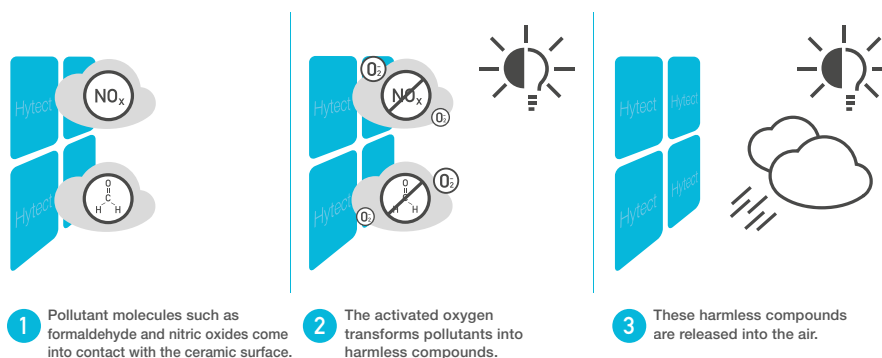 Hytect
Hytect
NOx
O
C
H H
Hytect
Hytect
O2-
NOx
O2-
O2-
O
C
H H
O2-
Hytect
Hytect
Hytect
Hytect
1
Pollutant molecules such as
formaldehyde and nitric oxides come
into contact with the ceramic surface.
2
The activated oxygen
transforms pollutants into
harmless compounds.
3
These harmless compounds
are released into the air.